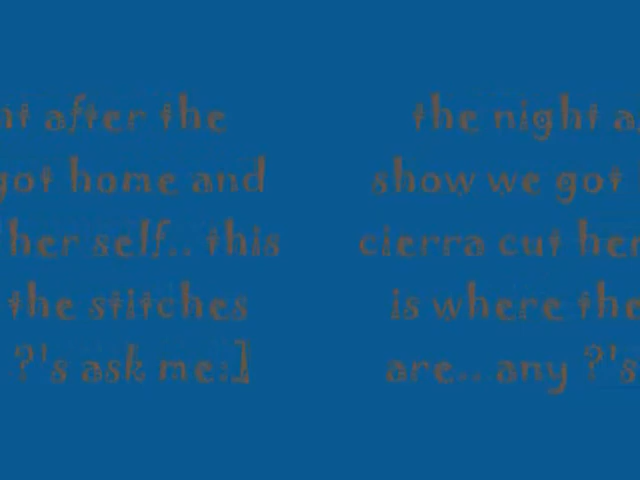 nt after the
got home and
her self.. this
the stitches
?'s ask me:]
the night a
show we got
cierra cut her
is where the
are.. any ?'s